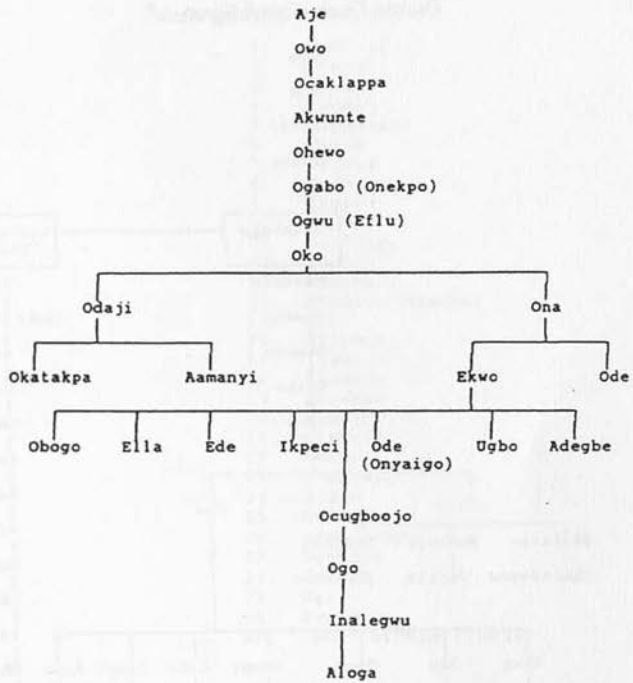 Aje
Owo
Ocaklappa
Akwunte
Ohewo
Ogabo (Onekpo)
Ogwu (Eflu)
Oko
Odaji Ona
Okatakpa Aamanyi Ekwo Ode
Obogo Ella Ede Ikpeci Ode Ugbo Adegbe
(Onyaigo)
Ocugboojo
Ogo
Inalegwu
Aloga